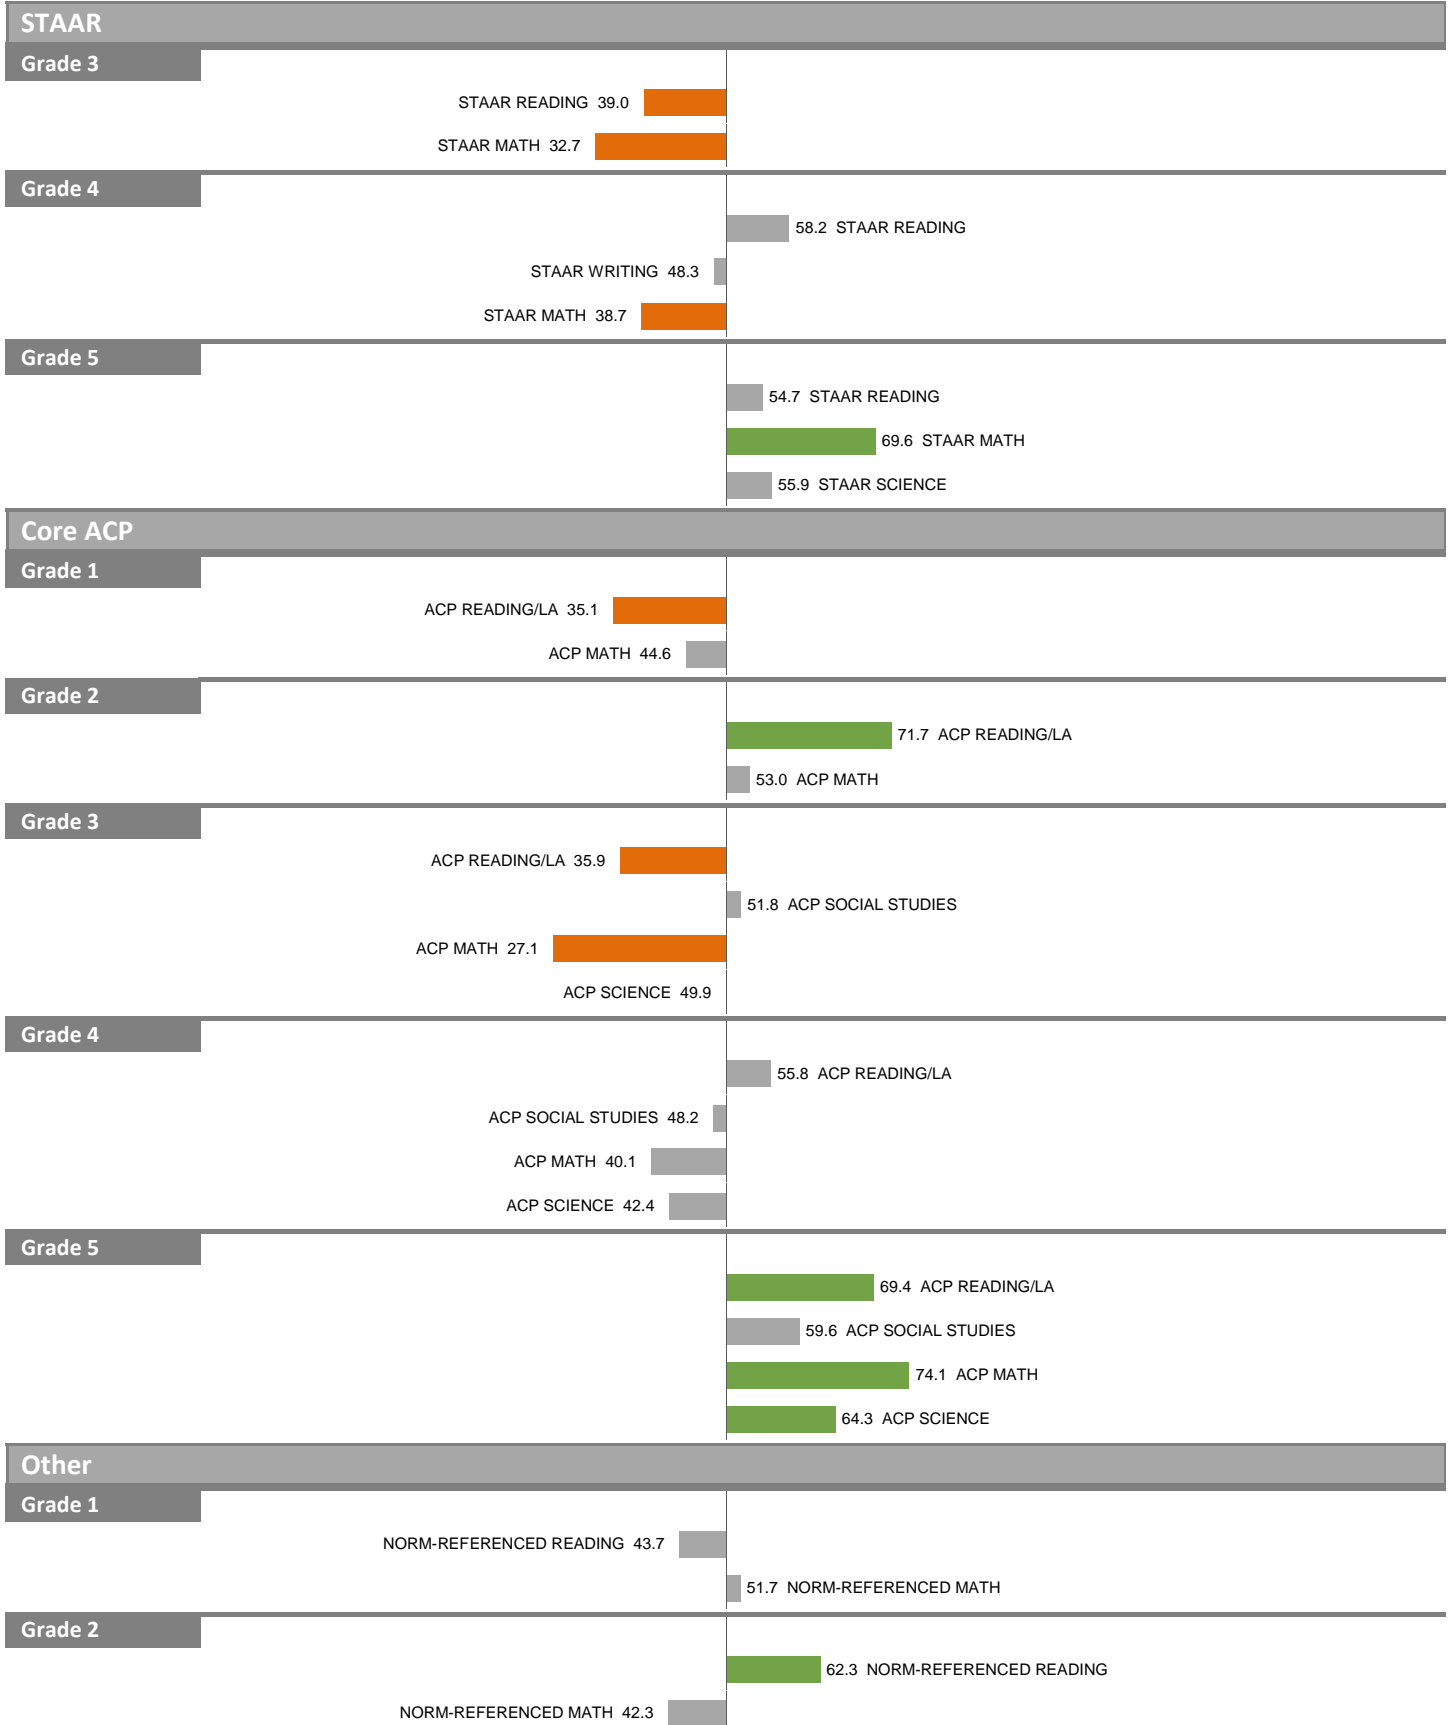 STAAR
Grade 3
STAAR READING 39.0
STAAR MATH 32.7
Grade 4
58.2 STAAR READING
STAAR WRITING 48.3
STAAR MATH 38.7
Grade 5
54.7 STAAR READING
69.6 STAAR MATH
55.9 STAAR SCIENCE
Core ACP
Grade 1
ACP READING/LA 35.1
ACP MATH 44.6
Grade 2
71.7 ACP READING/LA
53.0 ACP MATH
Grade 3
ACP READING/LA 35.9
51.8 ACP SOCIAL STUDIES
ACP MATH 27.1
ACP SCIENCE 49.9
Grade 4
55.8 ACP READING/LA
ACP SOCIAL STUDIES 48.2
ACP MATH 40.1
ACP SCIENCE 42.4
Grade 5
69.4 ACP READING/LA
59.6 ACP SOCIAL STUDIES
74.1 ACP MATH
64.3 ACP SCIENCE
Other
Grade 1
NORM-REFERENCED READING 43.7
51.7 NORM-REFERENCED MATH
Grade 2
62.3 NORM-REFERENCED READING
NORM-REFERENCED MATH 42.3